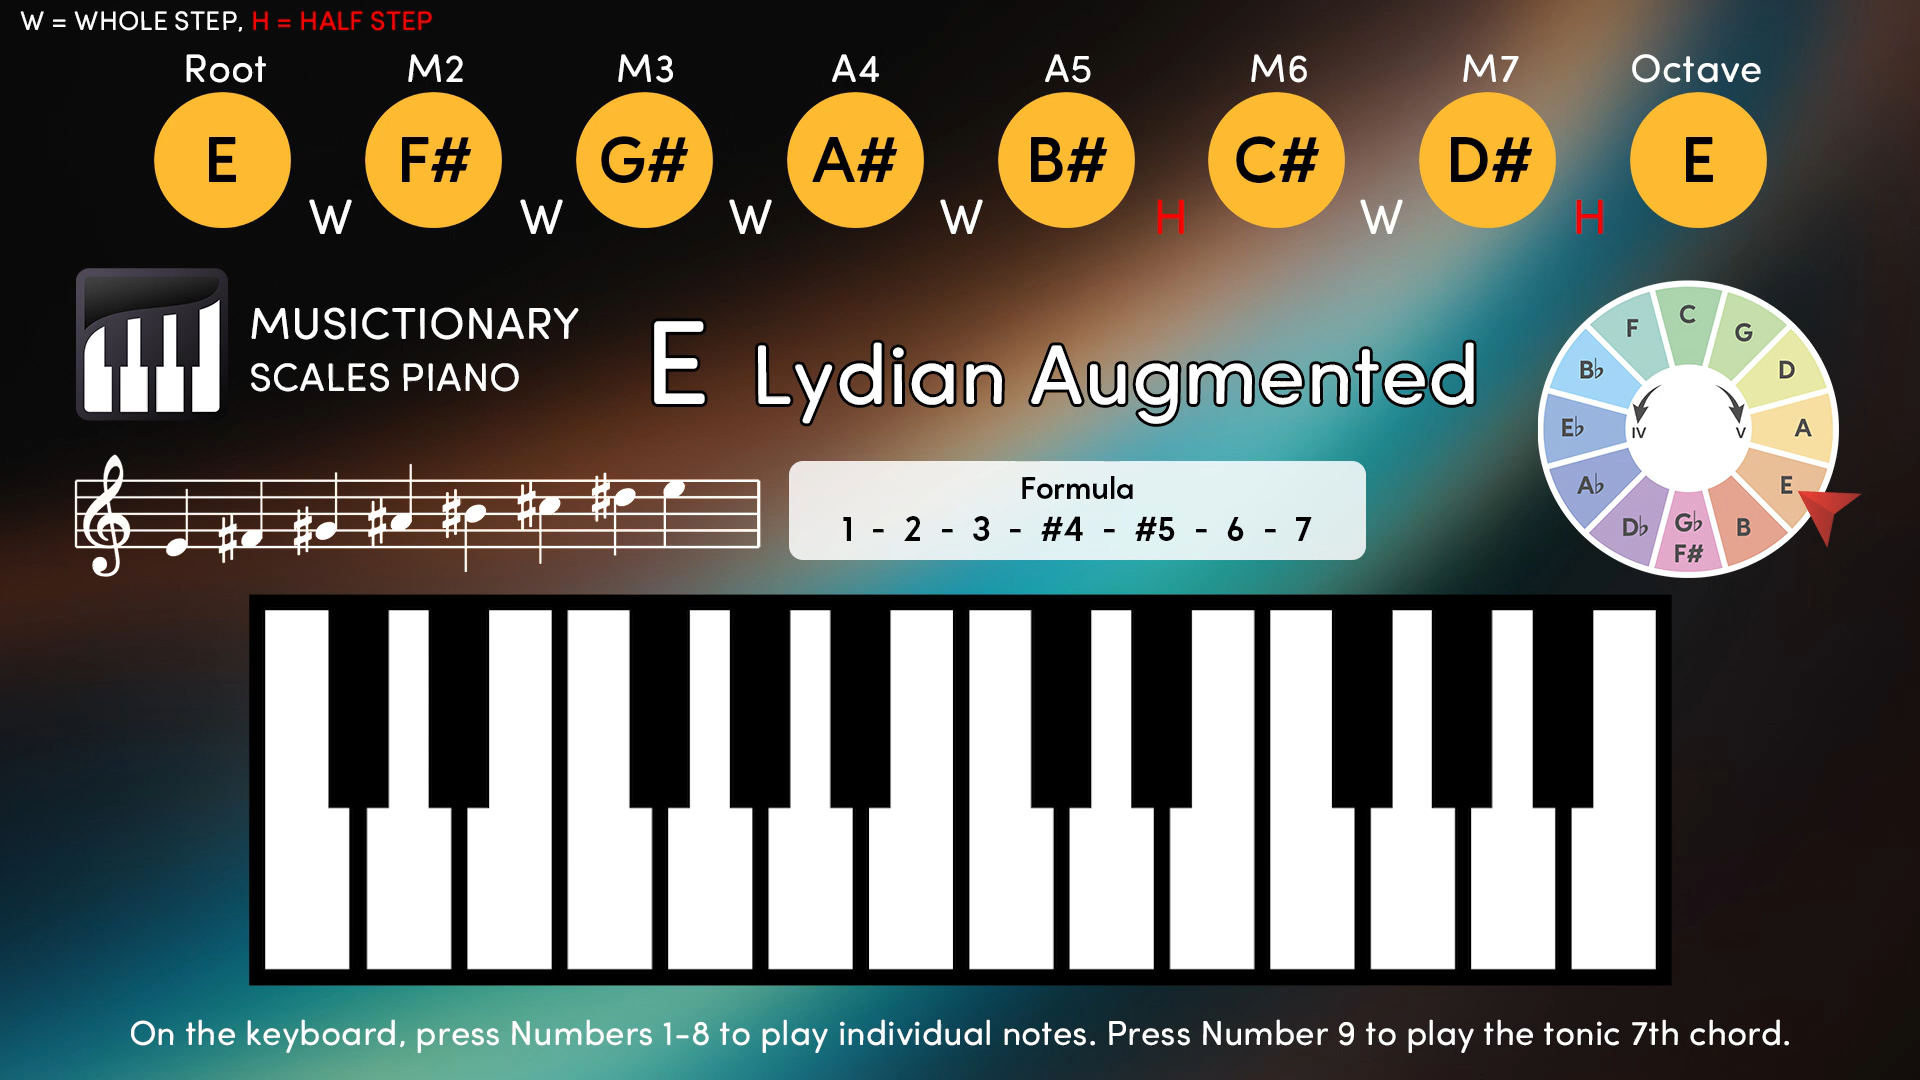 W = WHOLE STEP, H = HALF STEP
Root M2 M3 A4 A5 M6 M7 Octave
E F# G# A# B# C# D# E
W W W W H W H
MUSICTIONARY
SCALES PIANO
E Lydian Augmented
Formula
1 - 2 - 3 - #4 - #5 - 6 - 7
C
G
D
A
E
B
G♭
F#
D♭
A♭
E♭
B♭
F
IV V
On the keyboard, press Numbers 1-8 to play individual notes. Press Number 9 to play the tonic 7th chord.